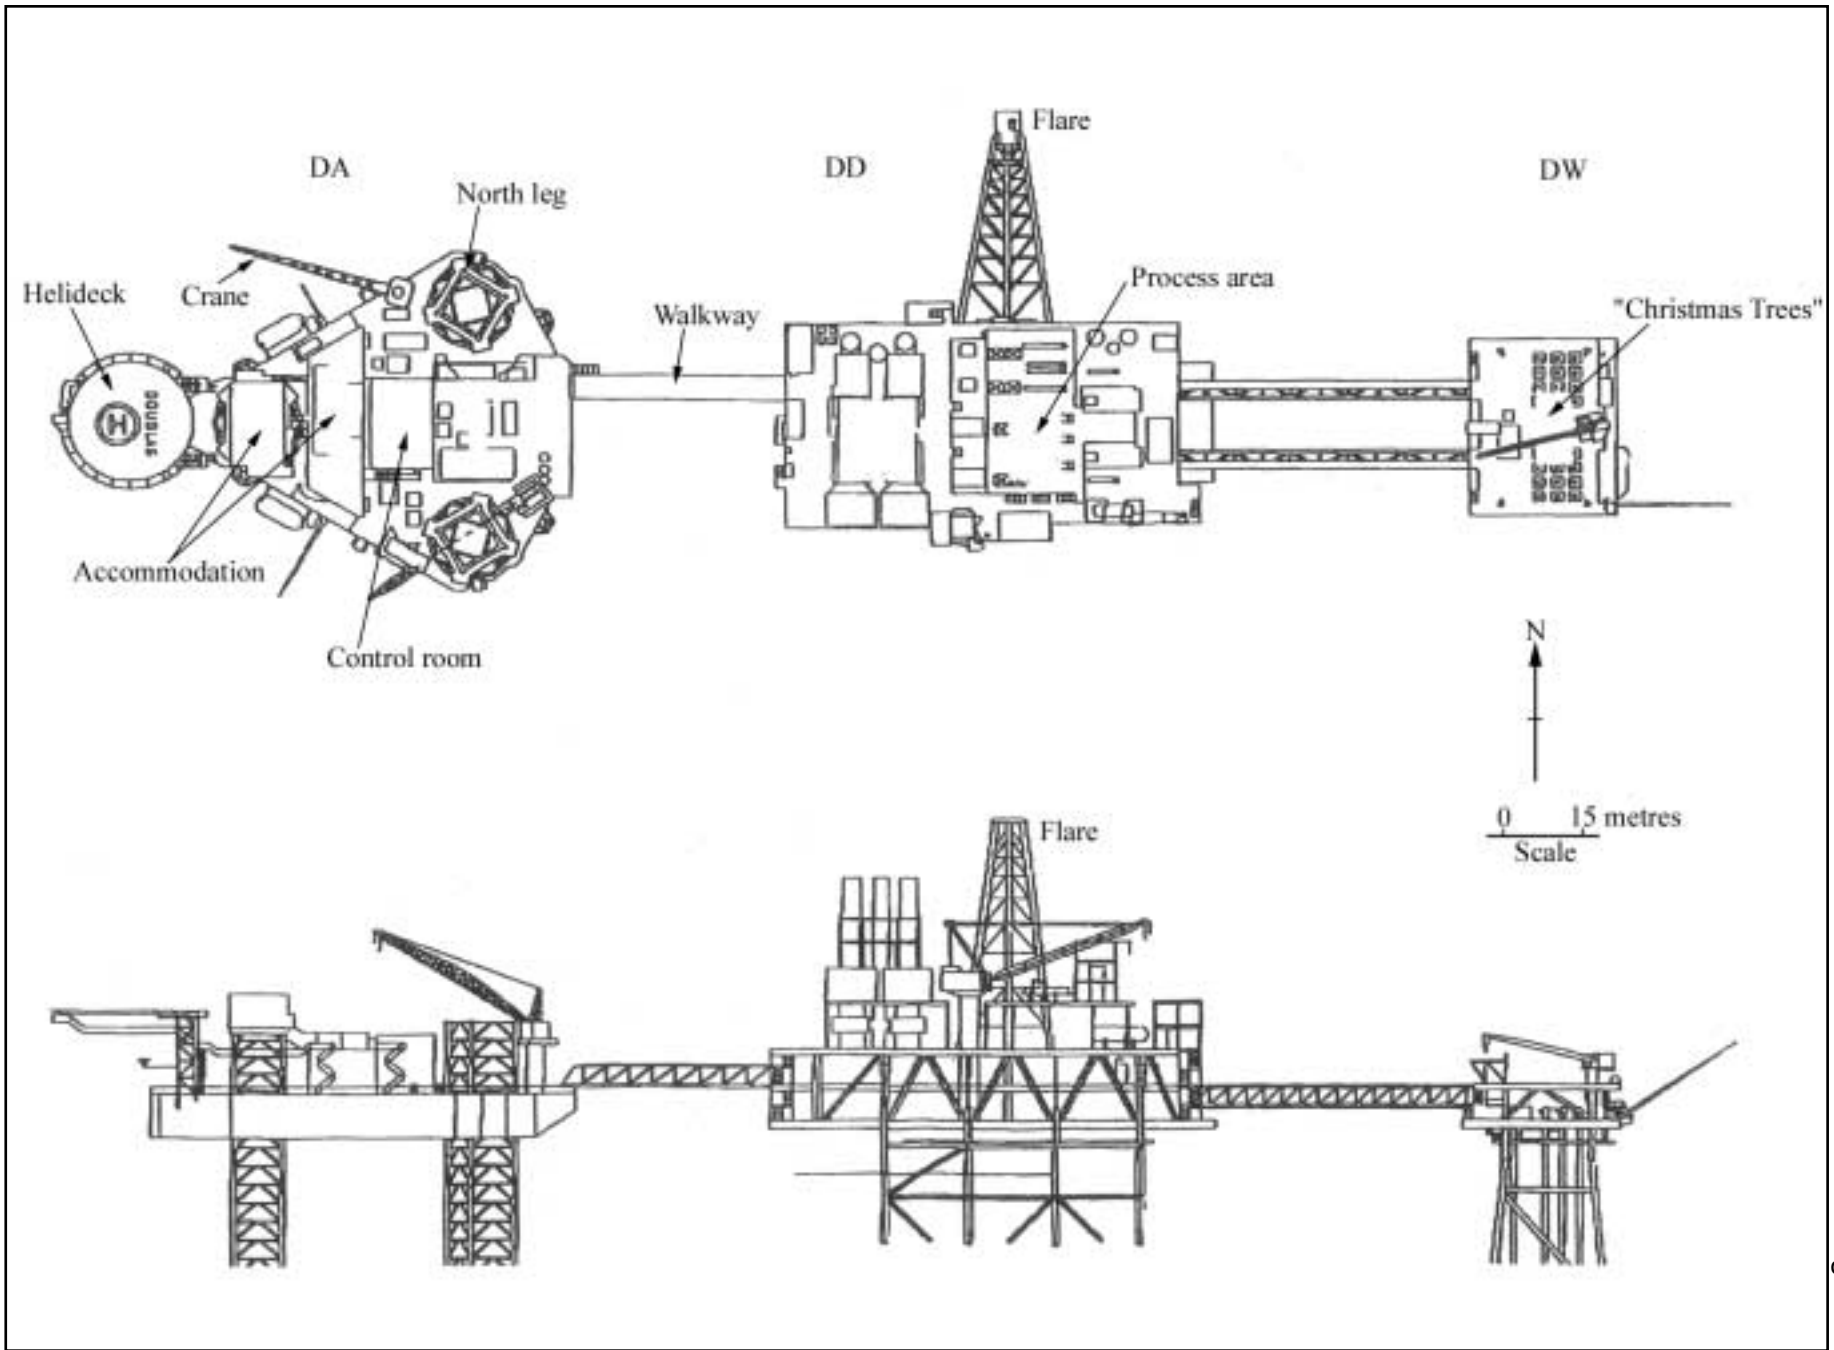 Flare
DA
DD
DW
North leg
Process area
Helideck
Crane
Walkway
"Christmas Trees"
H
DOUGLAS
Accommodation
Control room
N
0 15 metres
Scale
Flare